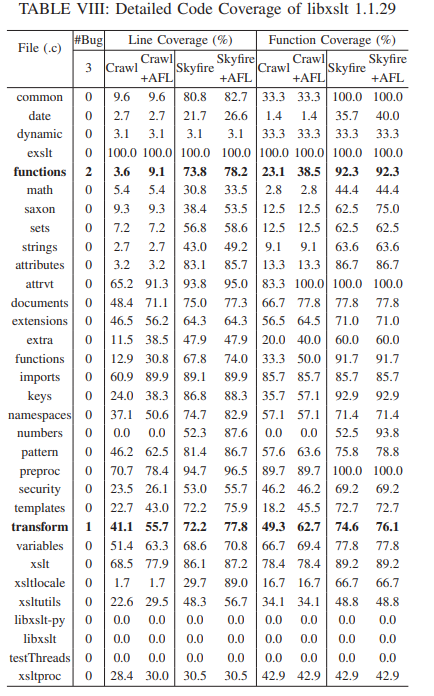 TABLE VIII: Detailed Code Coverage of libxslt 1.1.29
File (.c) #Bug Line Coverage (%) Function Coverage (%)
3 Crawl Crawl +AFL Skyfire Skyfire +AFL Crawl Crawl +AFL Skyfire Skyfire +AFL
common 0 9.6 9.6 80.8 82.7 33.3 33.3 100.0 100.0
date 0 2.7 2.7 21.7 26.6 1.4 1.4 35.7 40.0
dynamic 0 3.1 3.1 3.1 3.1 33.3 33.3 33.3 33.3
exslt 0 100.0 100.0 100.0 100.0 100.0 100.0 100.0 100.0
functions 2 3.6 9.1 73.8 78.2 23.1 38.5 92.3 92.3
math 0 5.4 5.4 30.8 33.5 2.8 2.8 44.4 44.4
saxon 0 9.3 9.3 38.4 53.5 12.5 12.5 62.5 75.0
sets 0 7.2 7.2 56.8 58.6 12.5 12.5 62.5 62.5
strings 0 2.7 2.7 43.0 49.2 9.1 9.1 63.6 63.6
attributes 0 3.2 3.2 83.1 85.7 13.3 13.3 86.7 86.7
attrvt 0 65.2 91.3 93.8 95.0 83.3 100.0 100.0 100.0
documents 0 48.4 71.1 75.0 77.3 66.7 77.8 77.8 77.8
extensions 0 46.5 56.2 64.3 64.3 56.5 64.5 71.0 71.0
extra 0 11.5 38.5 47.9 47.9 20.0 40.0 60.0 60.0
functions 0 12.9 30.8 67.8 74.0 33.3 50.0 91.7 91.7
imports 0 60.9 89.9 89.1 89.9 85.7 85.7 85.7 85.7
keys 0 24.0 38.3 86.8 88.3 35.7 57.1 92.9 92.9
namespaces 0 37.1 50.6 74.7 82.9 57.1 57.1 71.4 71.4
numbers 0 0.0 0.0 52.3 87.6 0.0 0.0 52.5 93.8
pattern 0 46.2 62.5 81.4 86.7 57.6 63.6 75.8 78.8
preproc 0 70.7 78.4 94.7 96.5 89.7 89.7 100.0 100.0
security 0 23.5 26.1 53.0 55.7 46.2 46.2 69.2 69.2
templates 0 22.7 43.0 72.2 75.9 18.2 45.5 72.7 72.7
transform 1 41.1 55.7 72.2 77.8 49.3 62.7 74.6 76.1
variables 0 51.4 63.3 68.6 70.8 66.7 69.4 77.8 77.8
xslt 0 68.5 77.9 86.1 87.2 78.4 78.4 89.2 89.2
xsltlocale 0 1.7 1.7 29.7 89.0 16.7 16.7 66.7 66.7
xsltutils 0 22.6 29.5 48.3 56.7 34.1 34.1 48.8 48.8
libxslt-py 0 0.0 0.0 0.0 0.0 0.0 0.0 0.0 0.0
libxslt 0 0.0 0.0 0.0 0.0 0.0 0.0 0.0 0.0
testThreads 0 0.0 0.0 0.0 0.0 0.0 0.0 0.0 0.0
xsltproc 0 28.4 30.0 30.5 30.5 42.9 42.9 42.9 42.9